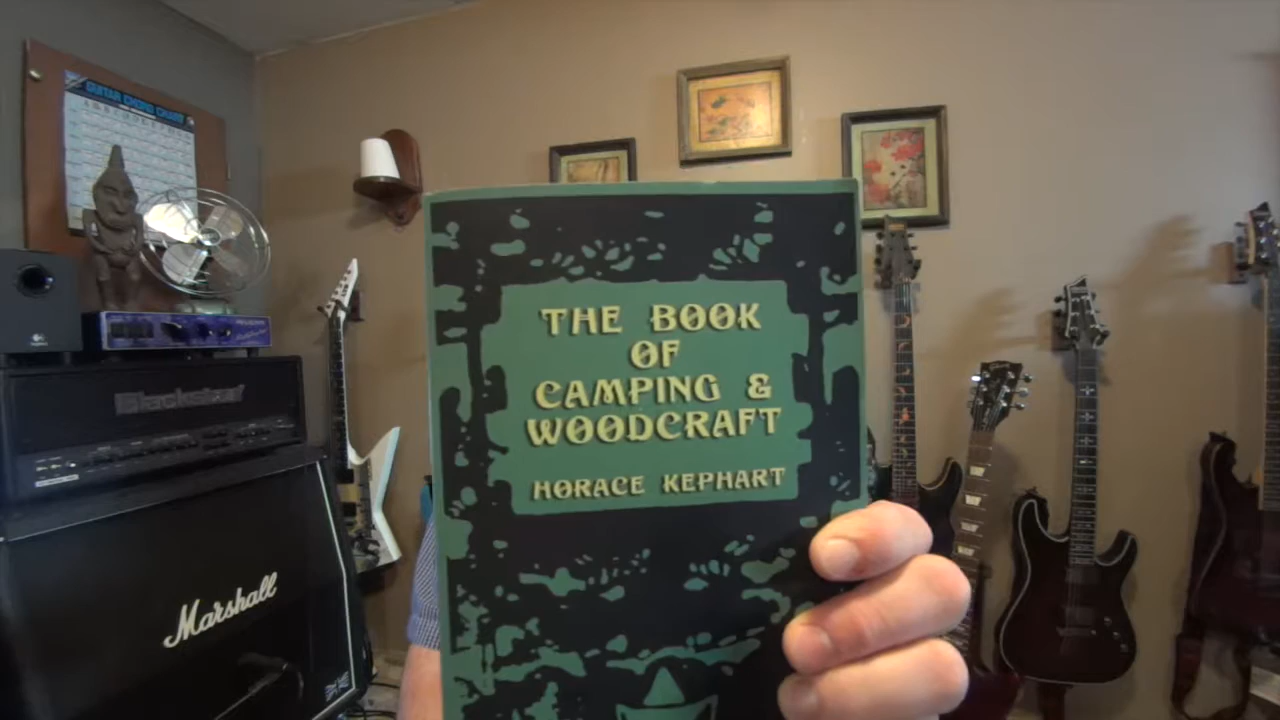 GUITAR CHORD CHART
THE BOOK
OF
CAMPING &
WOODCRAFT
HORACE KEPHART
Blackstar
Marshall